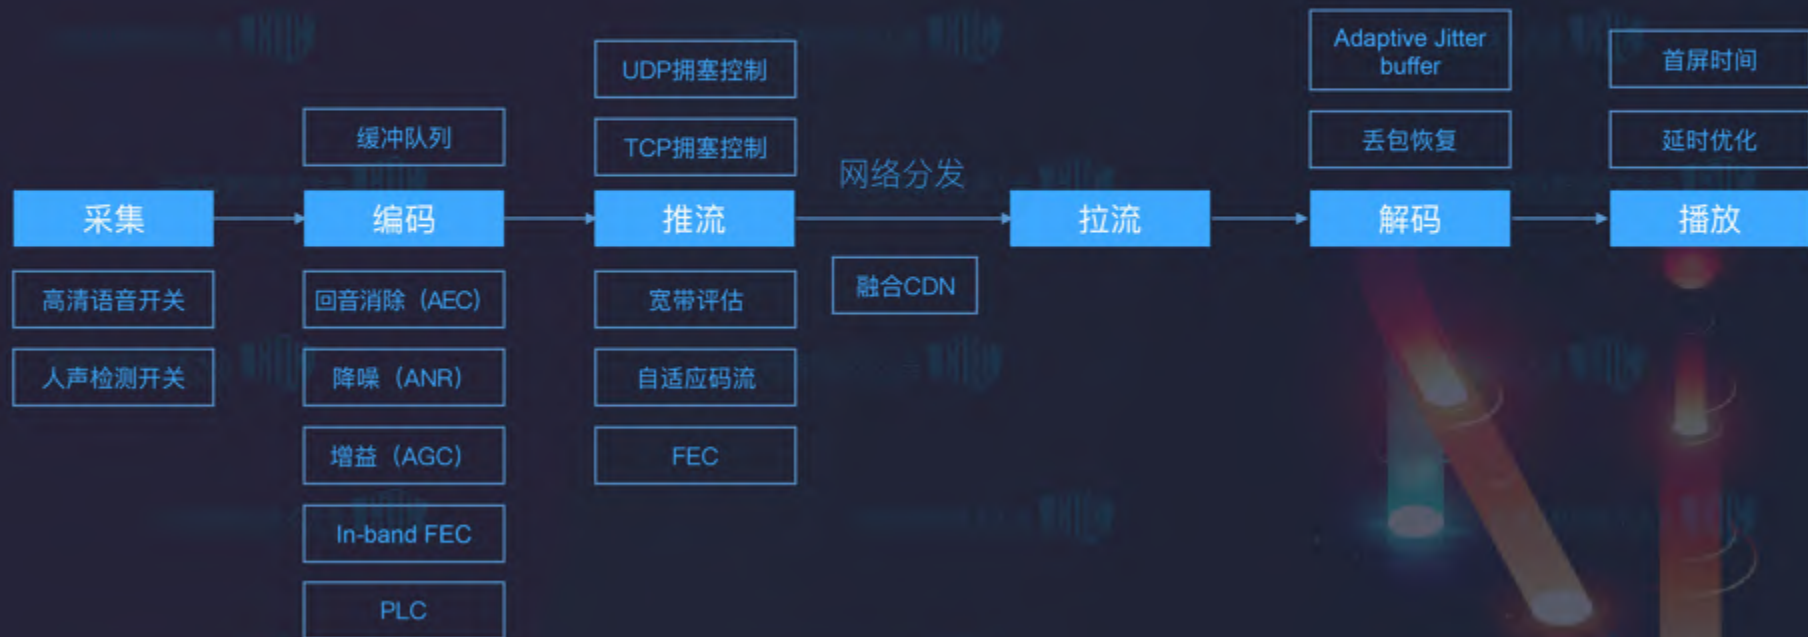 采集
高清语音开关
人声检测开关
缓冲队列
编码
回音消除（AEC）
降噪（ANR）
增益（AGC）
In-band FEC
PLC
UDP拥塞控制
TCP拥塞控制
推流
宽带评估
自适应码流
FEC
网络分发
融合CDN
拉流
Adaptive Jitter
buffer
丢包恢复
解码
首屏时间
延时优化
播放